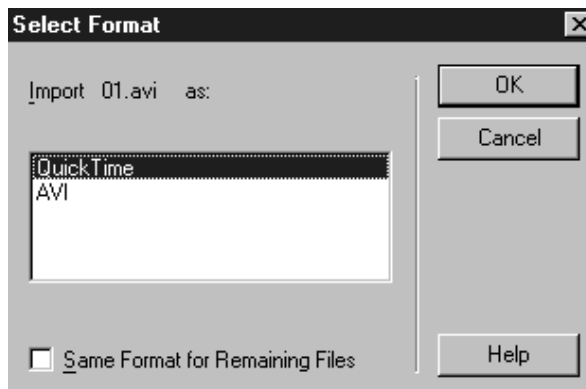 Select Format
Import 01.avi as:
OK
Cancel
QuickTime
AVI
Same Format for Remaining Files
Help